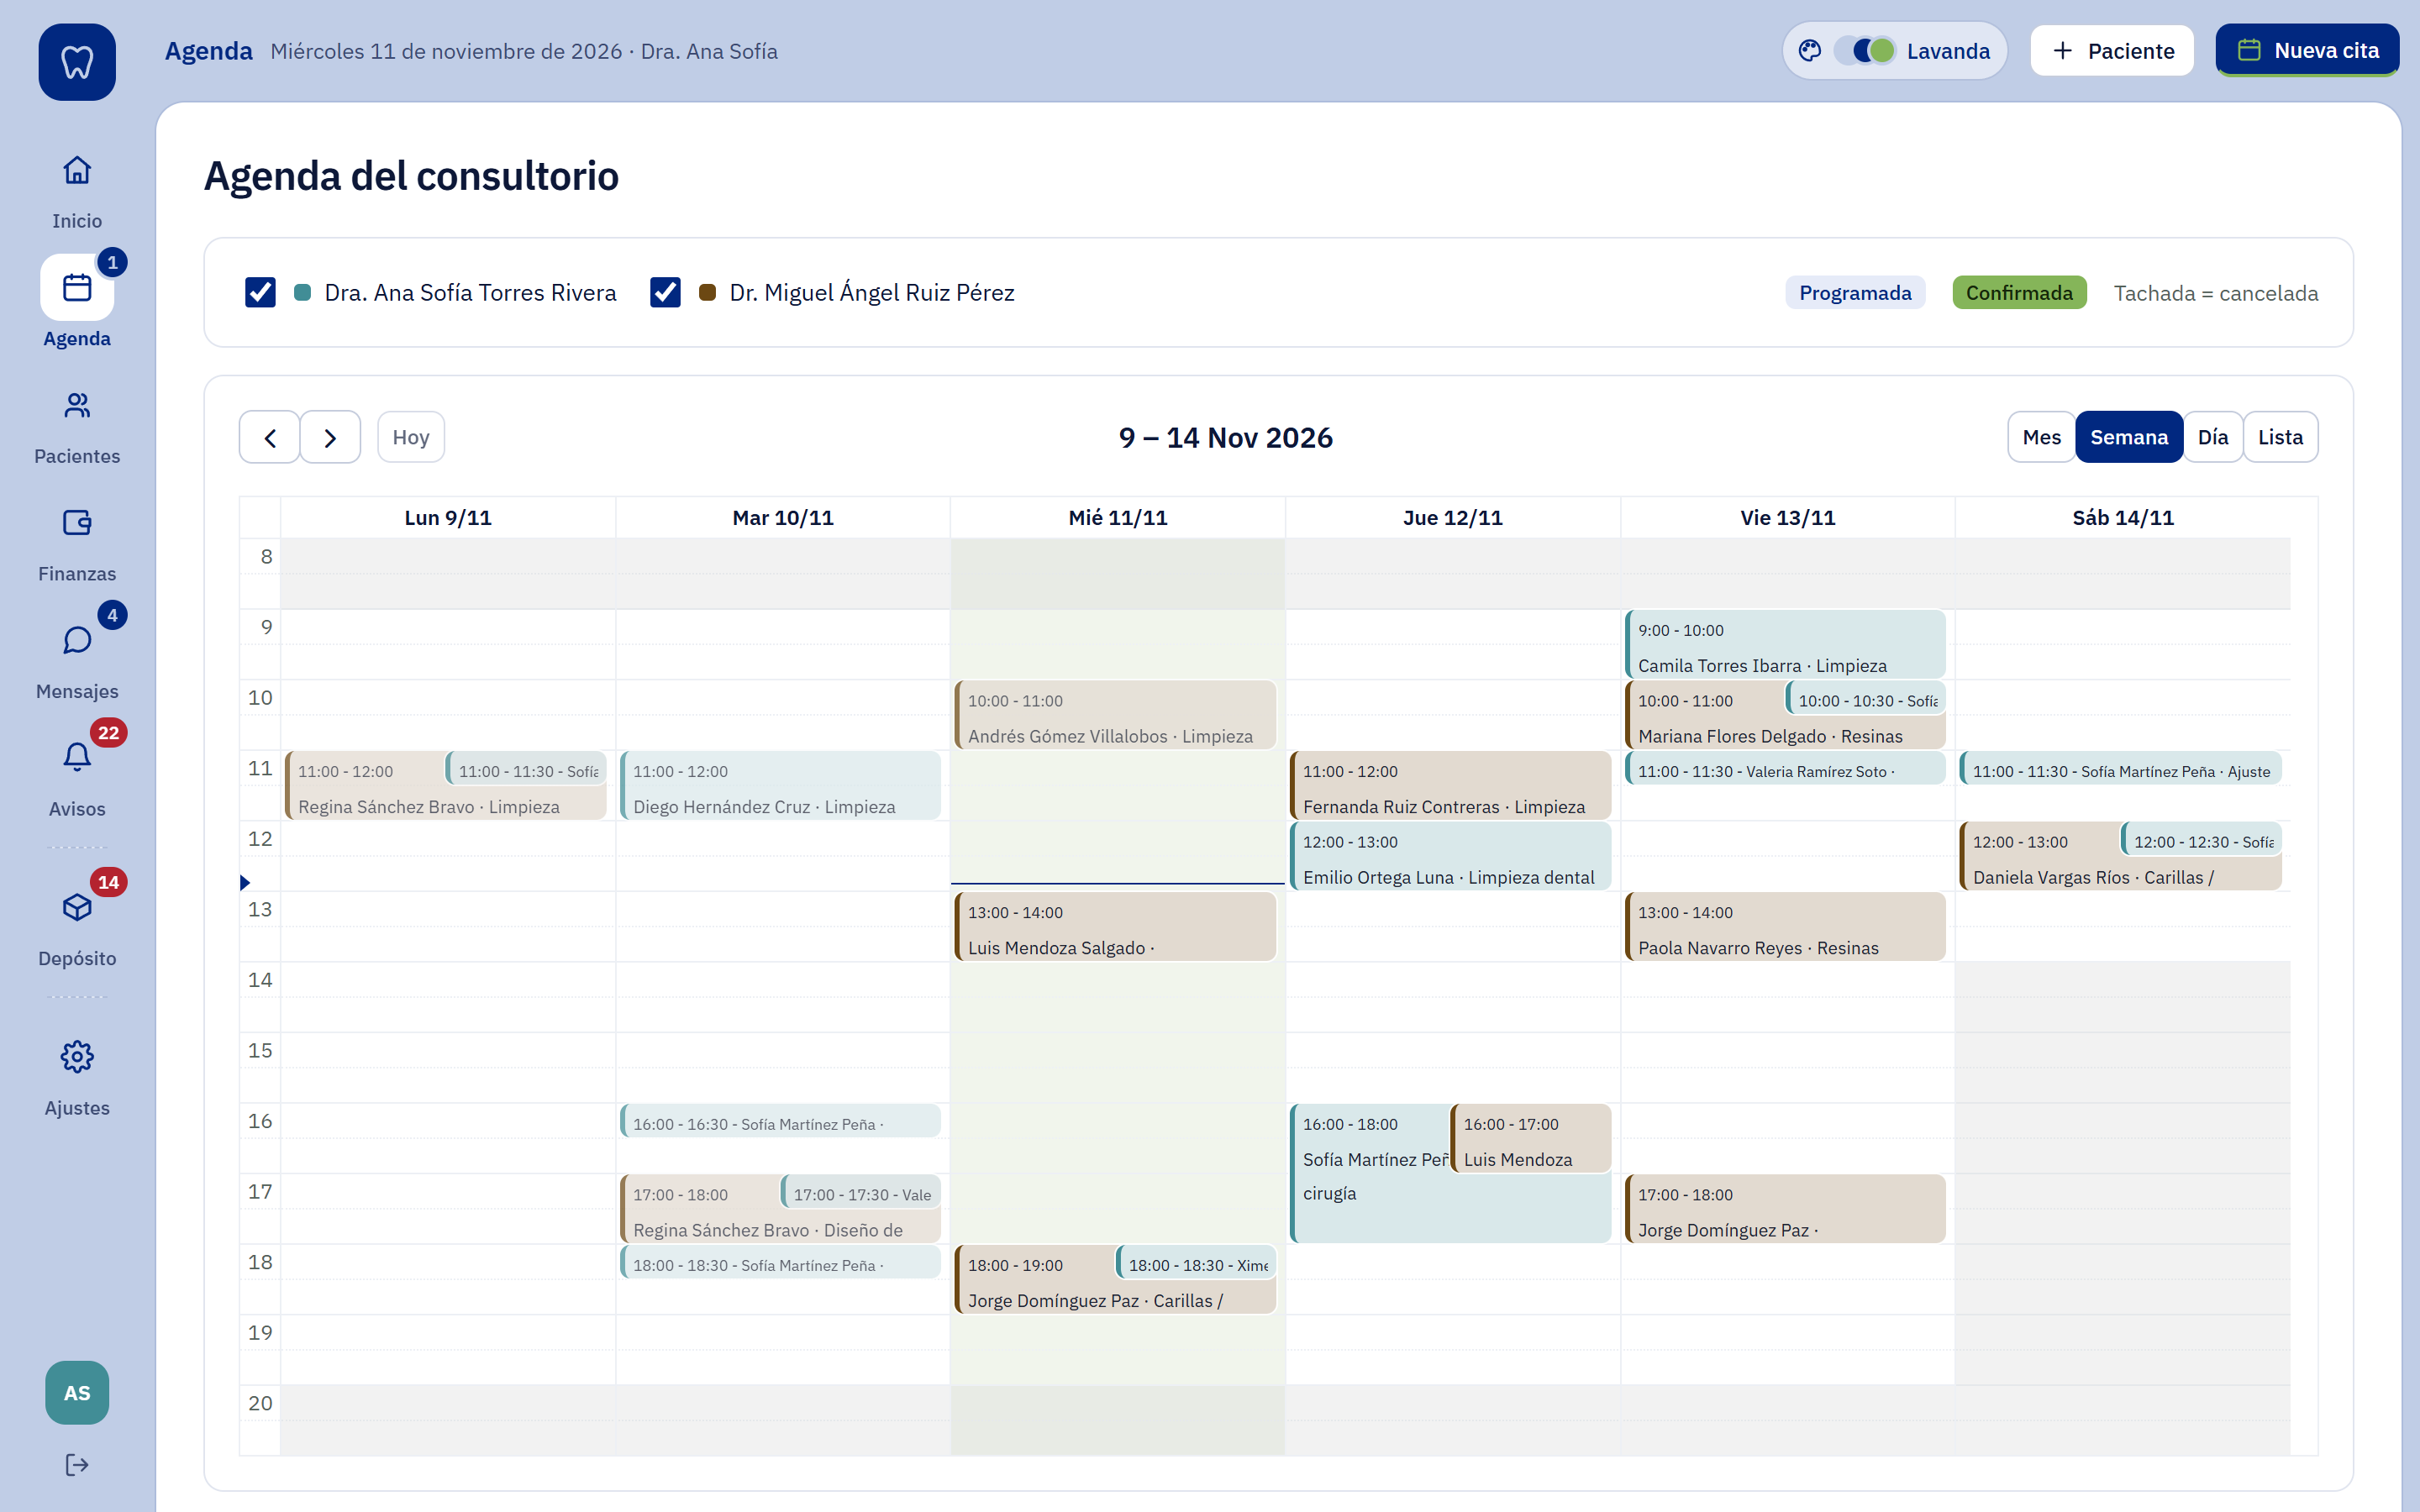 Agenda Miércoles 11 de noviembre de 2026 · Dra. Ana Sofía
Lavanda
Paciente
Nueva cita
Inicio
1
Agenda
Pacientes
Finanzas
4
Mensajes
22
Avisos
14
Depósito
Ajustes
AS
Agenda del consultorio
Dra. Ana Sofía Torres Rivera
Dr. Miguel Ángel Ruiz Pérez
Programada
Confirmada
Tachada = cancelada
Hoy
9 – 14 Nov 2026
Mes
Semana
Día
Lista
Lun 9/11
Mar 10/11
Mié 11/11
Jue 12/11
Vie 13/11
Sáb 14/11
8
9
10
11
12
13
14
15
16
17
18
19
20
11:00 - 12:00
Regina Sánchez Bravo · Limpieza
11:00 - 11:30 - Sofía
11:00 - 12:00
Diego Hernández Cruz · Limpieza
16:00 - 16:30 - Sofía Martínez Peña ·
17:00 - 18:00
Regina Sánchez Bravo · Diseño de
17:00 - 17:30 - Vale
18:00 - 18:30 - Sofía Martínez Peña ·
10:00 - 11:00
Andrés Gómez Villalobos · Limpieza
13:00 - 14:00
Luis Mendoza Salgado ·
18:00 - 19:00
Jorge Domínguez Paz · Carillas /
18:00 - 18:30 - Xime
11:00 - 12:00
Fernanda Ruiz Contreras · Limpieza
12:00 - 13:00
Emilio Ortega Luna · Limpieza dental
16:00 - 18:00
Sofía Martínez Peñ
cirugía
16:00 - 17:00
Luis Mendoza
9:00 - 10:00
Camila Torres Ibarra · Limpieza
10:00 - 11:00
Mariana Flores Delgado · Resinas
10:00 - 10:30 - Sofía
11:00 - 11:30 - Valeria Ramírez Soto ·
13:00 - 14:00
Paola Navarro Reyes · Resinas
17:00 - 18:00
Jorge Domínguez Paz ·
11:00 - 11:30 - Sofía Martínez Peña · Ajuste
12:00 - 13:00
Daniela Vargas Ríos · Carillas /
12:00 - 12:30 - Sofía